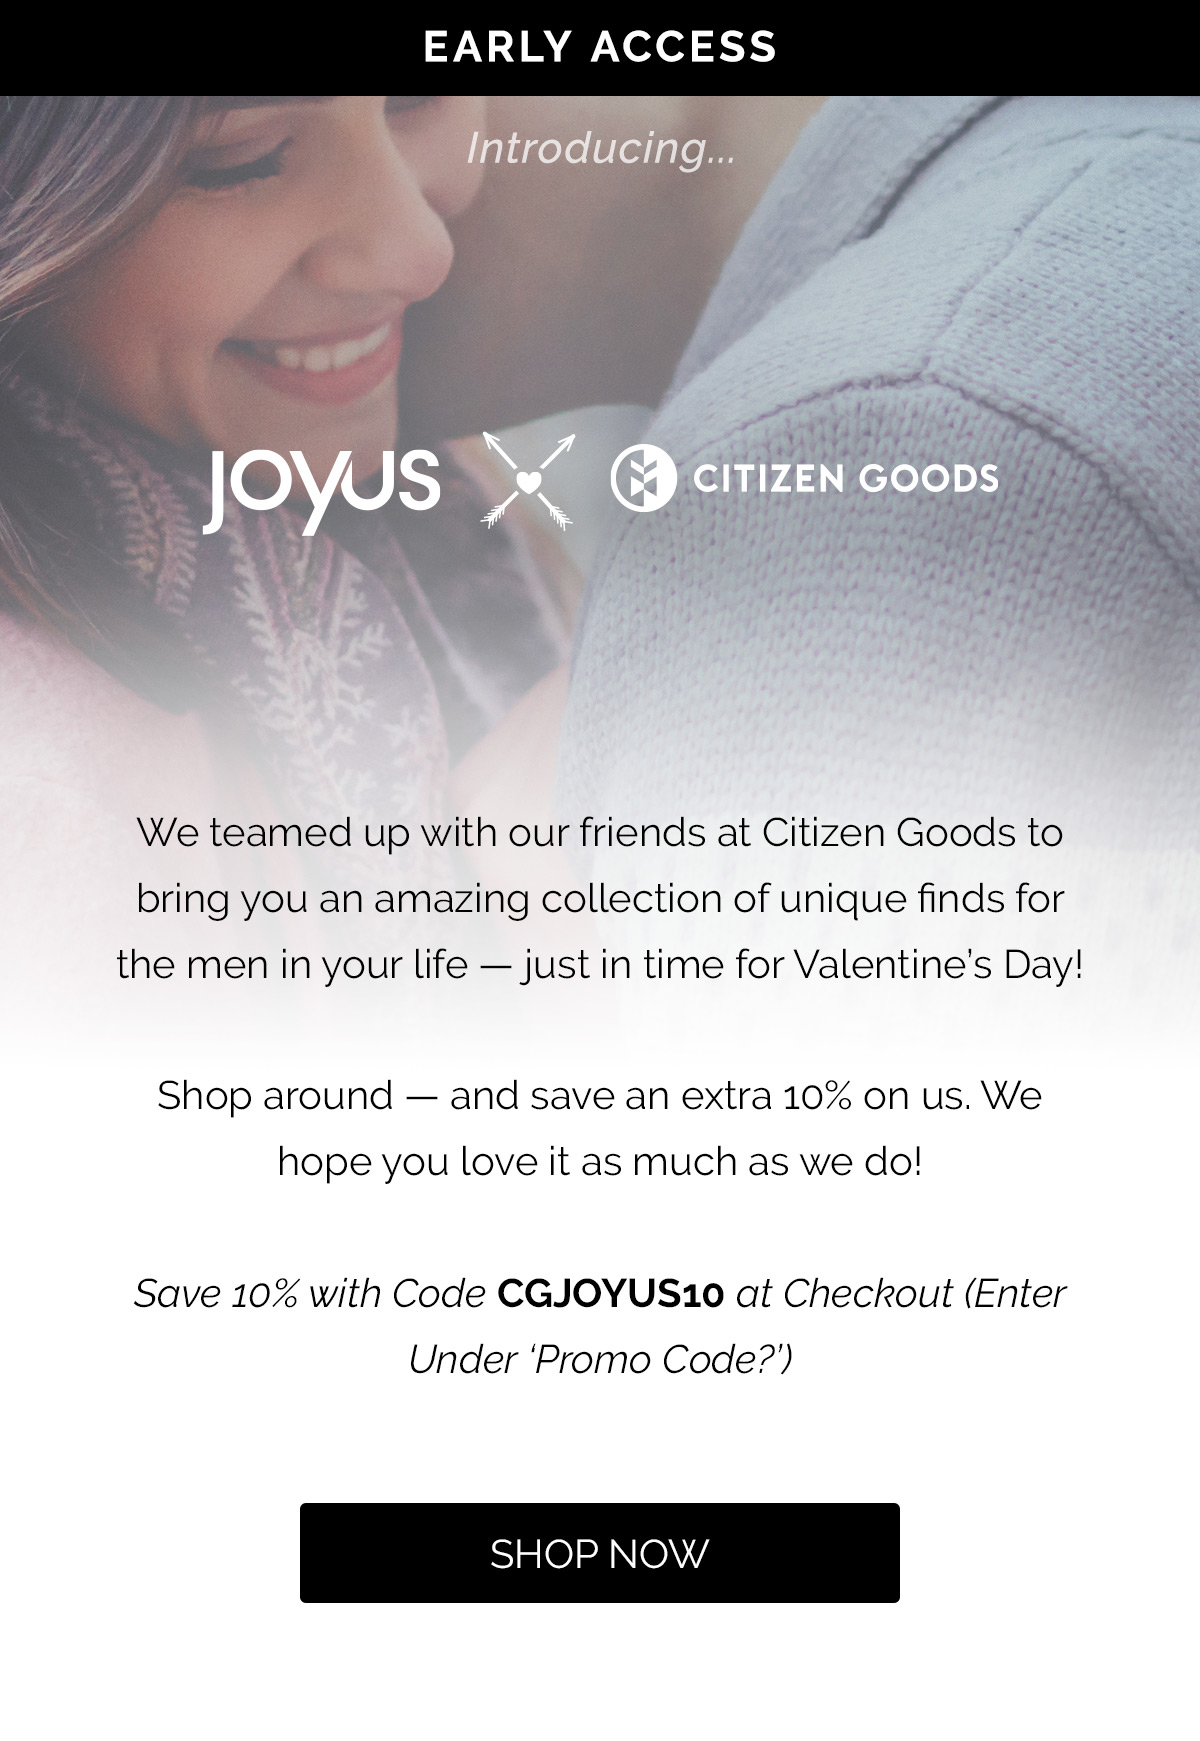 EARLY ACCESS
Introducing...
JOYUS CITIZEN GOODS
We teamed up with our friends at Citizen Goods to
bring you an amazing collection of unique finds for
the men in your life — just in time for Valentine’s Day!
Shop around — and save an extra 10% on us. We
hope you love it as much as we do!
Save 10% with Code CGJOYUS10 at Checkout (Enter
Under ‘Promo Code?’)
SHOP NOW